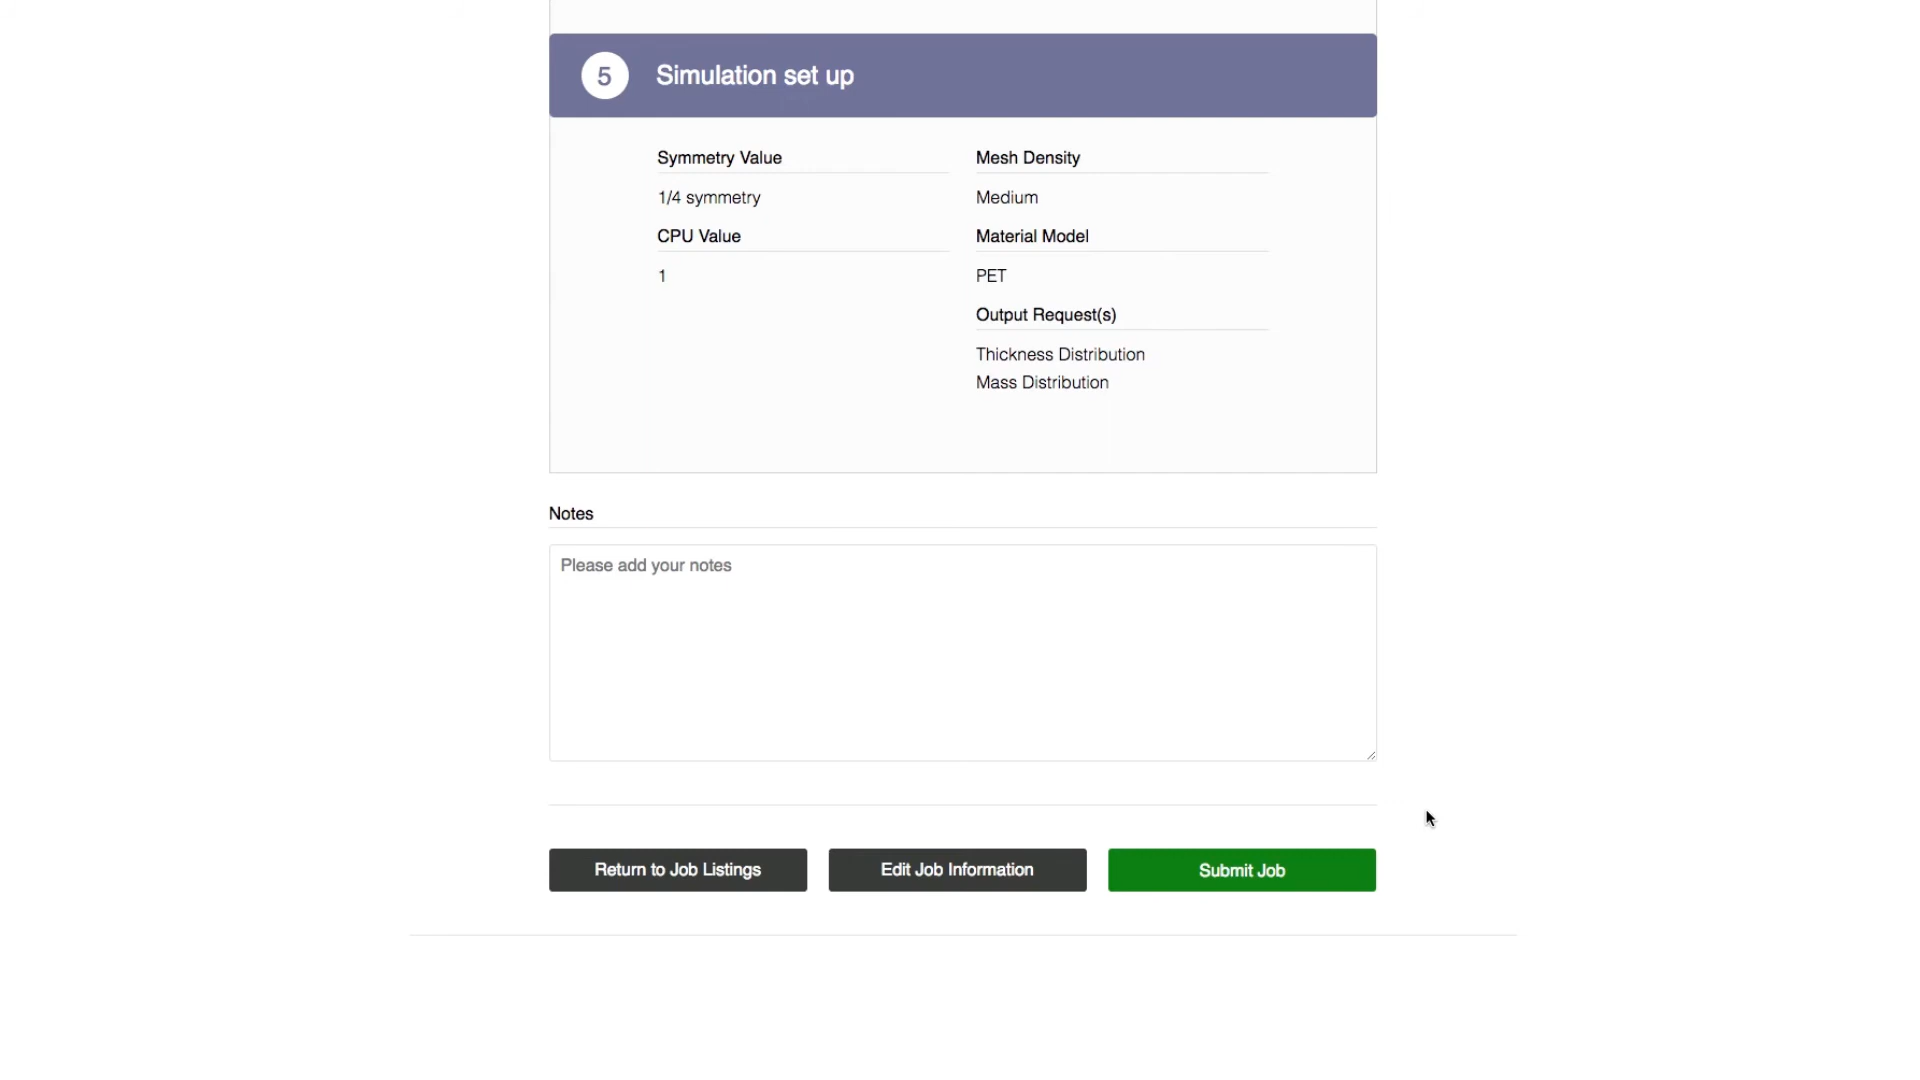 5
Simulation set up
Symmetry Value
1/4 symmetry
CPU Value
1
Mesh Density
Medium
Material Model
PET
Output Request(s)
Thickness Distribution
Mass Distribution
Notes
Please add your notes
Return to Job Listings
Edit Job Information
Submit Job